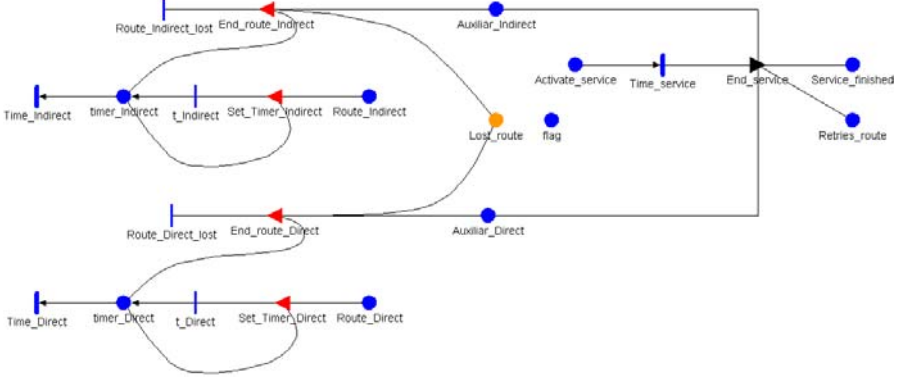 Route_Indirect_lost
End_route_Indirect
Auxiliar_Indirect
Activate_service
Time_service
End_service
Service_finished
Time_Indirect
timer_Indirect
t_Indirect
Set_Timer_Indirect
Route_Indirect
Lost_route
flag
Retries_route
Route_Direct_lost
End_route_Direct
Auxiliar_Direct
Time_Direct
timer_Direct
t_Direct
Set_Timer_Direct
Route_Direct